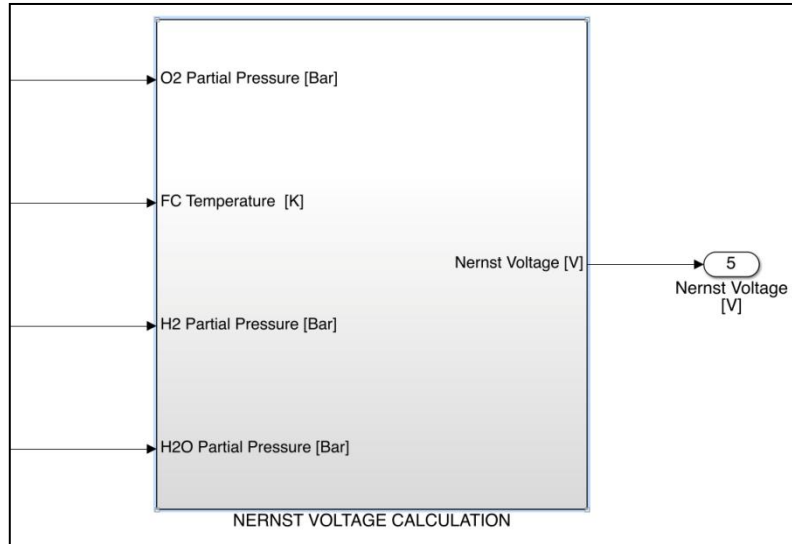 O2 Partial Pressure [Bar]
FC Temperature [K]
Nernst Voltage [V]
5
Nernst Voltage
[V]
H2 Partial Pressure [Bar]
H2O Partial Pressure [Bar]
NERNST VOLTAGE CALCULATION